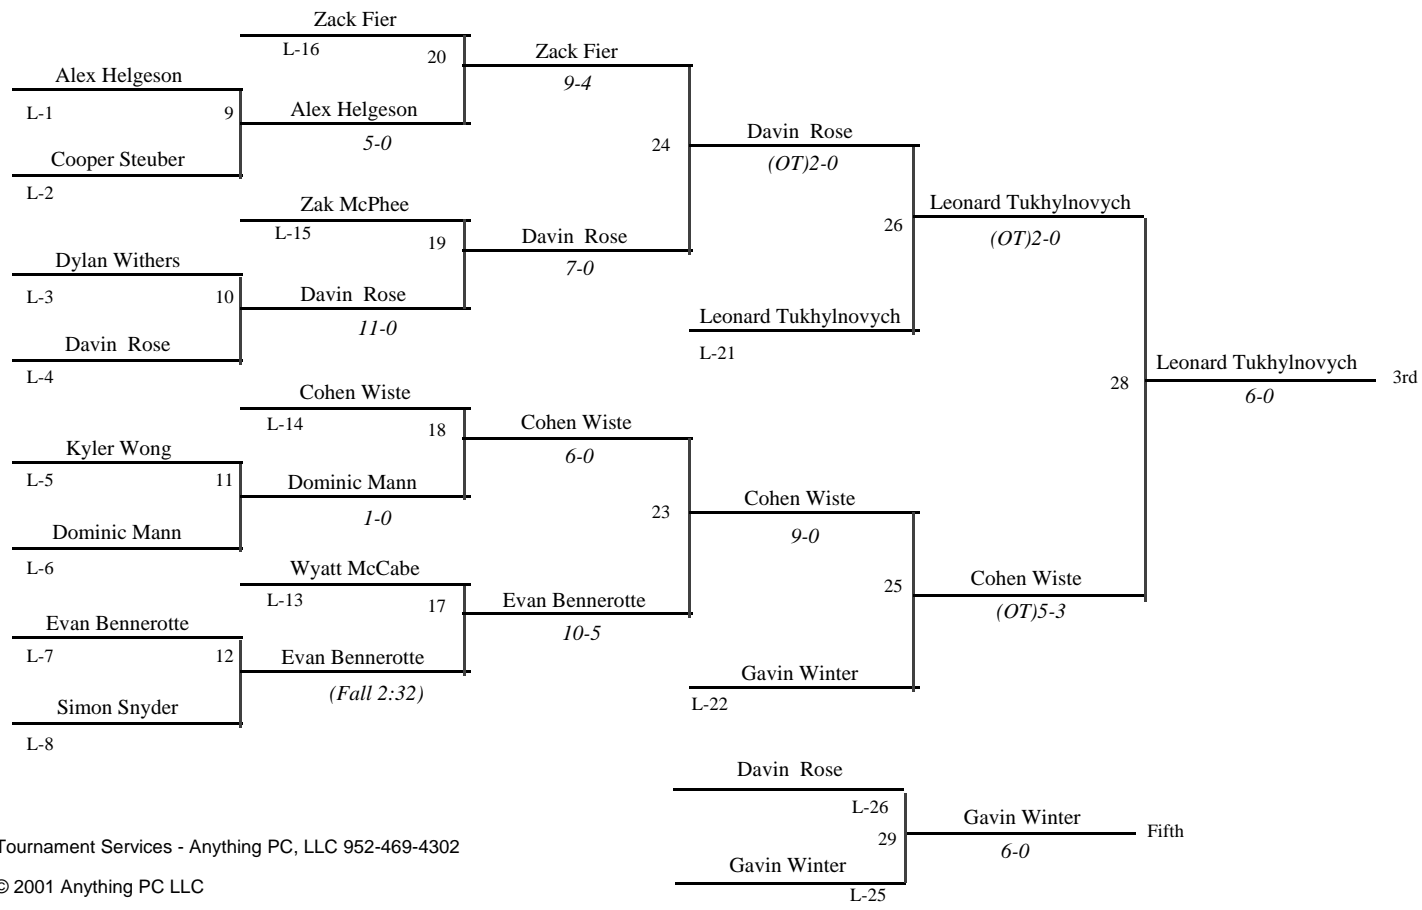 Zack Fier
L-16
20
Zack Fier
9-4
Alex Helgeson
L-1
9
Alex Helgeson
5-0
Cooper Steuber
L-2
24
Davin Rose
(OT)2-0
Zak McPhee
L-15
19
Davin Rose
7-0
Dylan Withers
L-3
10
Davin Rose
11-0
Davin Rose
L-4
26
Leonard Tukhylnovych
(OT)2-0
Leonard Tukhylnovych
L-21
28
Leonard Tukhylnovych
6-0
3rd
Cohen Wiste
L-14
18
Cohen Wiste
6-0
Kyler Wong
L-5
11
Dominic Mann
1-0
Dominic Mann
L-6
23
Cohen Wiste
9-0
Wyatt McCabe
L-13
17
Evan Bennerotte
10-5
Evan Bennerotte
L-7
12
Evan Bennerotte
(Fall 2:32)
Simon Snyder
L-8
25
Cohen Wiste
(OT)5-3
Gavin Winter
L-22
Davin Rose
L-26
29
Gavin Winter
6-0
Fifth
Gavin Winter
L-25
Tournament Services - Anything PC, LLC 952-469-4302
© 2001 Anything PC LLC